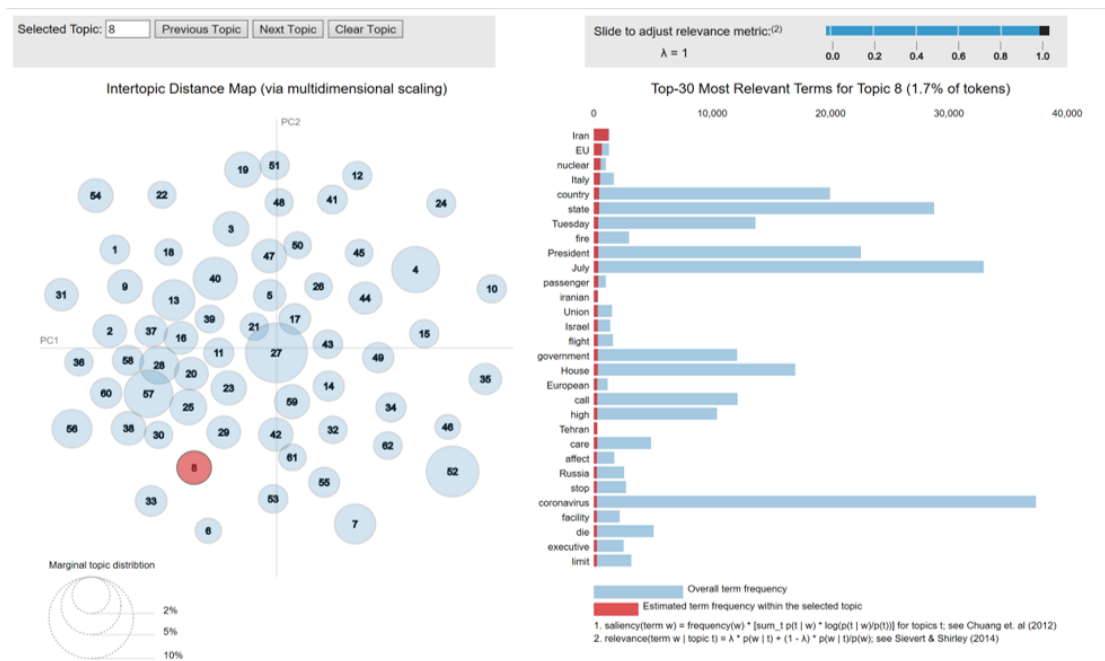 Selected Topic: 8 Previous Topic Next Topic Clear Topic
Slide to adjust relevance metric:(2)
λ = 1
0.0 0.2 0.4 0.6 0.8 1.0
Intertopic Distance Map (via multidimensional scaling)
PC2
PC1
19 51
12
54 22
48 41 24
3
50
1 18 47 45
4
40
9 26 10
31 13 5 44
39 17
2 37 21 15
16
43
11 27
36 58 49
28
20
35
60 57 23 14
25 59 34
56 38 30 29 42 32 46
62
61
8 52
55
33 53
7
6
Marginal topic distribtion
2%
5%
10%
Top-30 Most Relevant Terms for Topic 8 (1.7% of tokens)
0 10,000 20,000 30,000 40,000
Iran
EU
nuclear
Italy
country
state
Tuesday
fire
President
July
passenger
iranian
Union
Israel
flight
government
House
European
call
high
Tehran
care
affect
Russia
stop
coronavirus
facility
die
executive
limit
Overall term frequency
Estimated term frequency within the selected topic
1. saliency(term w) = frequency(w) * [sum_t p(t | w) * log(p(t | w)/p(t))] for topics t; see Chuang et. al (2012)
2. relevance(term w | topic t) = λ * p(w | t) + (1 - λ) * p(w | t)/p(w); see Sievert & Shirley (2014)